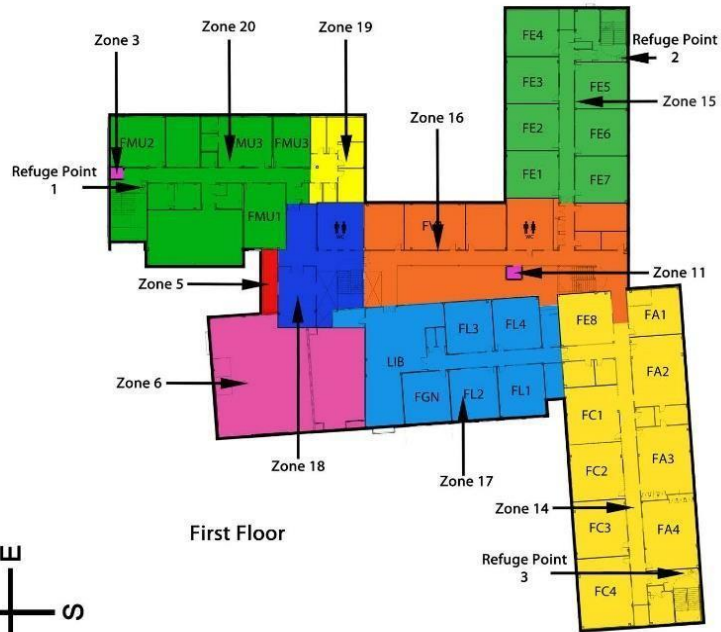 Zone 3
Zone 20
Zone 19
FE4
Refuge Point
2
FE3
FE5
Zone 15
FMU2
FMU3
FMU3
Zone 16
FE2
FE6
Refuge Point
1
FE1
FE7
FMU1
WC
WC
Zone 5
Zone 11
FL3
FL4
FE8
FA1
LIB
Zone 6
FA2
FGN
FL2
FL1
FC1
Zone 18
Zone 17
FC2
FA3
Zone 14
First Floor
FC3
FA4
Refuge Point
3
FC4
E
S